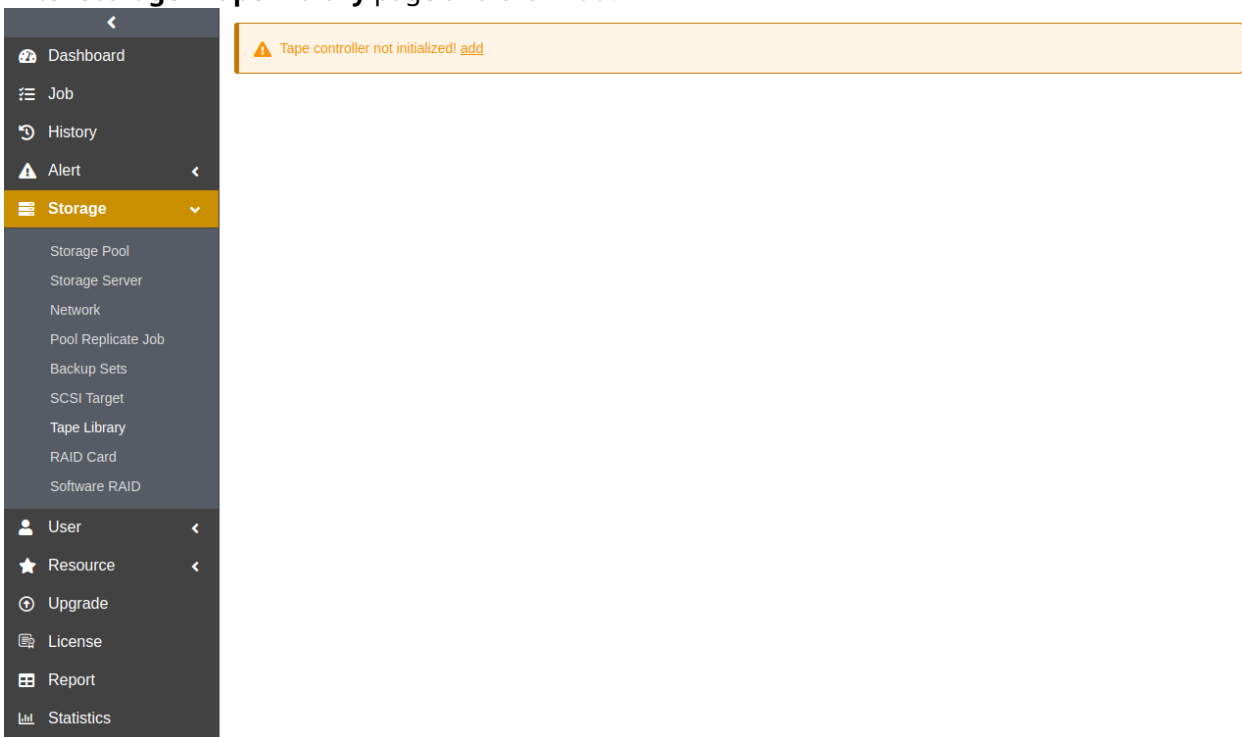 Dashboard
Job
History
Alert
Storage
Storage Pool
Storage Server
Network
Pool Replicate Job
Backup Sets
SCSI Target
Tape Library
RAID Card
Software RAID
User
Resource
Upgrade
License
Report
Statistics
Tape controller not initialized! add